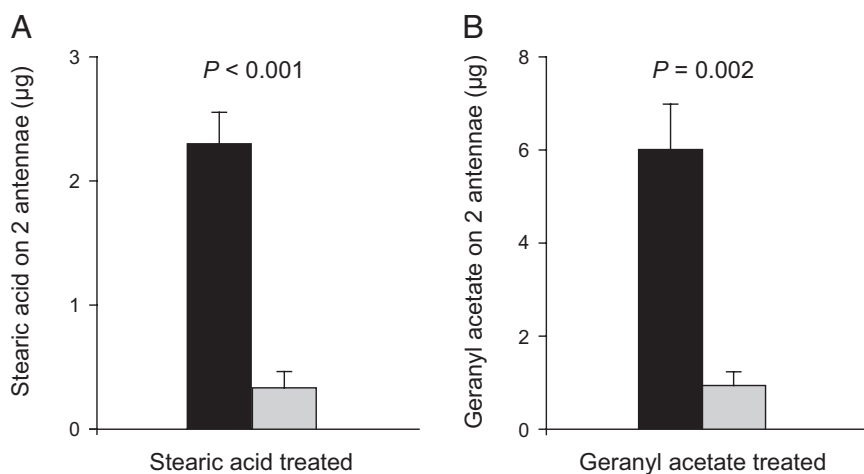 A
Stearic acid on 2 antennae (µg)
3
2
1
0
P < 0.001
Stearic acid treated
B
Geranyl acetate on 2 antennae (µg)
8
6
4
2
0
P = 0.002
Geranyl acetate treated